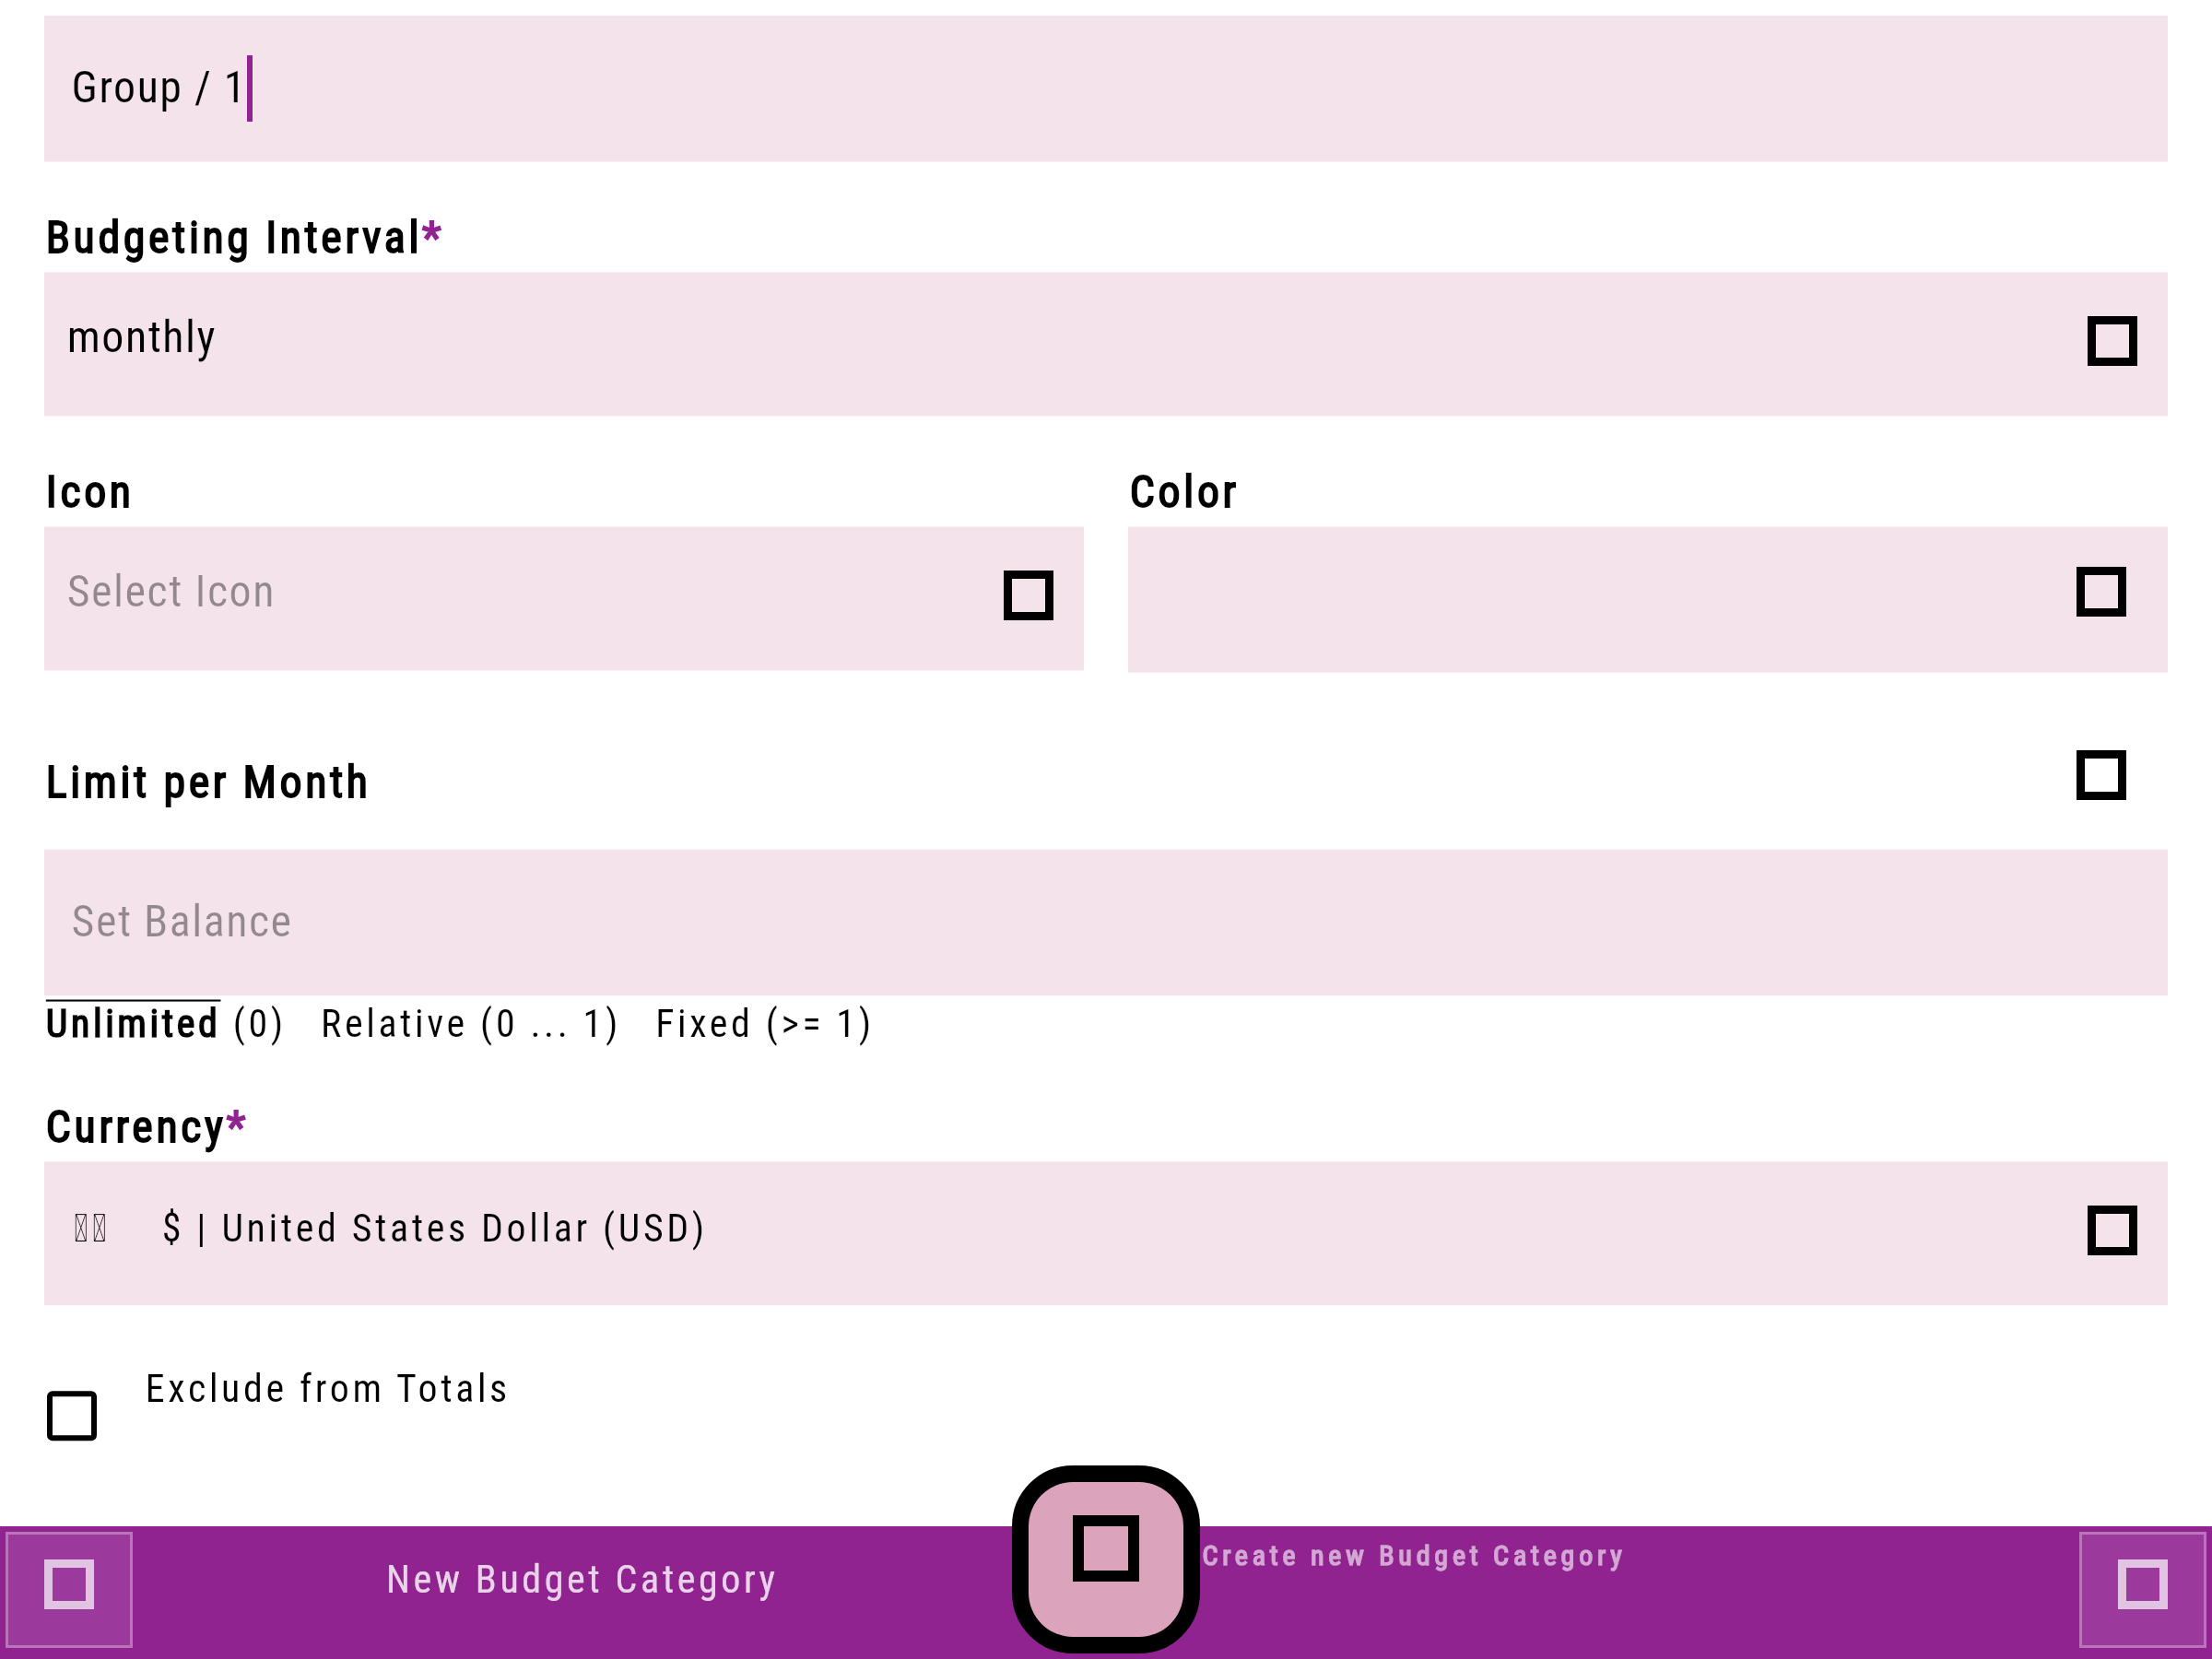 Group / 1
Budgeting Interval*
monthly
Icon
Color
Select Icon
Limit per Month
Set Balance
Unlimited (0) Relative (0 ... 1) Fixed (>= 1)
Currency*
$ | United States Dollar (USD)
Exclude from Totals
New Budget Category
Create new Budget Category